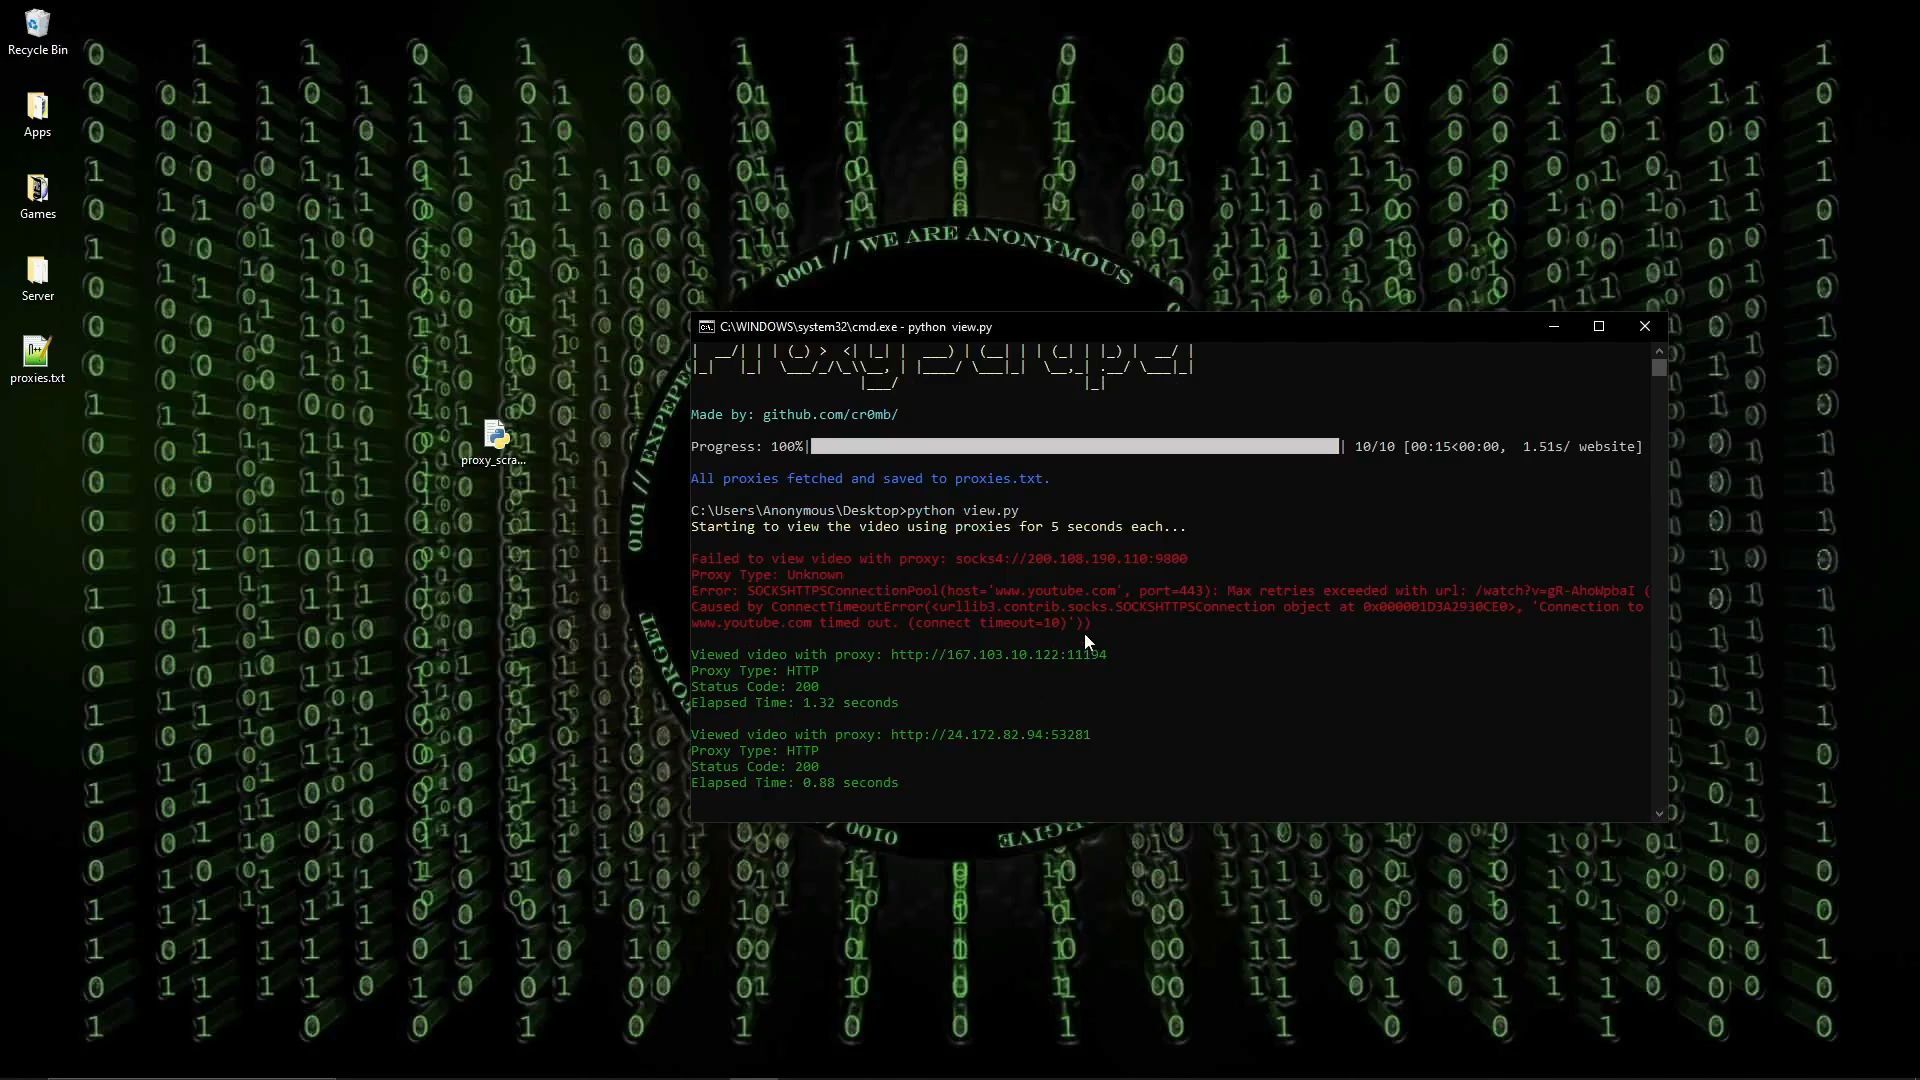 Recycle Bin
Apps
Games
Server
proxies.txt
proxy_scra...
0001 // WE ARE ANONYMOUS
0101 // EXPE
FORGET
0100 //
FORGIVE
C:\WINDOWS\system32\cmd.exe - python  view.py
Made by: github.com/cr0mb/
Progress: 100%| | 10/10 [00:15<00:00,  1.51s/ website]
All proxies fetched and saved to proxies.txt.
C:\Users\Anonymous\Desktop>python view.py
Starting to view the video using proxies for 5 seconds each...
Failed to view video with proxy: socks4://200.108.190.110:9800
Proxy Type: Unknown
Error: SOCKSHTTPSConnectionPool(host='www.youtube.com', port=443): Max retries exceeded with url: /watch?v=gR-AhoWpbaI (
Caused by ConnectTimeoutError(<urllib3.contrib.socks.SOCKSHTTPSConnection object at 0x000001D3A2930CE0>, 'Connection to
www.youtube.com timed out. (connect timeout=10)'))
Viewed video with proxy: http://167.103.10.122:11194
Proxy Type: HTTP
Status Code: 200
Elapsed Time: 1.32 seconds
Viewed video with proxy: http://24.172.82.94:53281
Proxy Type: HTTP
Status Code: 200
Elapsed Time: 0.88 seconds